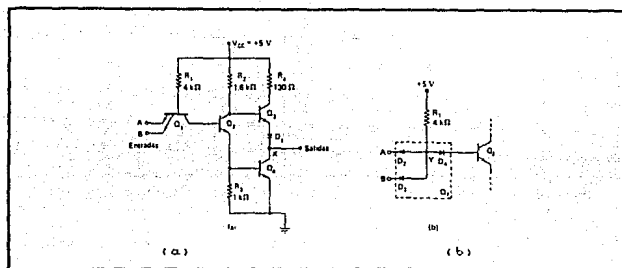 V_CC = +5 V
R1
4 kΩ
R2
1,6 kΩ
R4
130 Ω
A
B
Entradas
Q1
Q2
Q3
D1
X
Salidas
Q4
R3
1 kΩ
(a)
+5 V
R1
4 kΩ
A
D2
Y
D4
Q2
B
D3
Q1
(b)
(b)